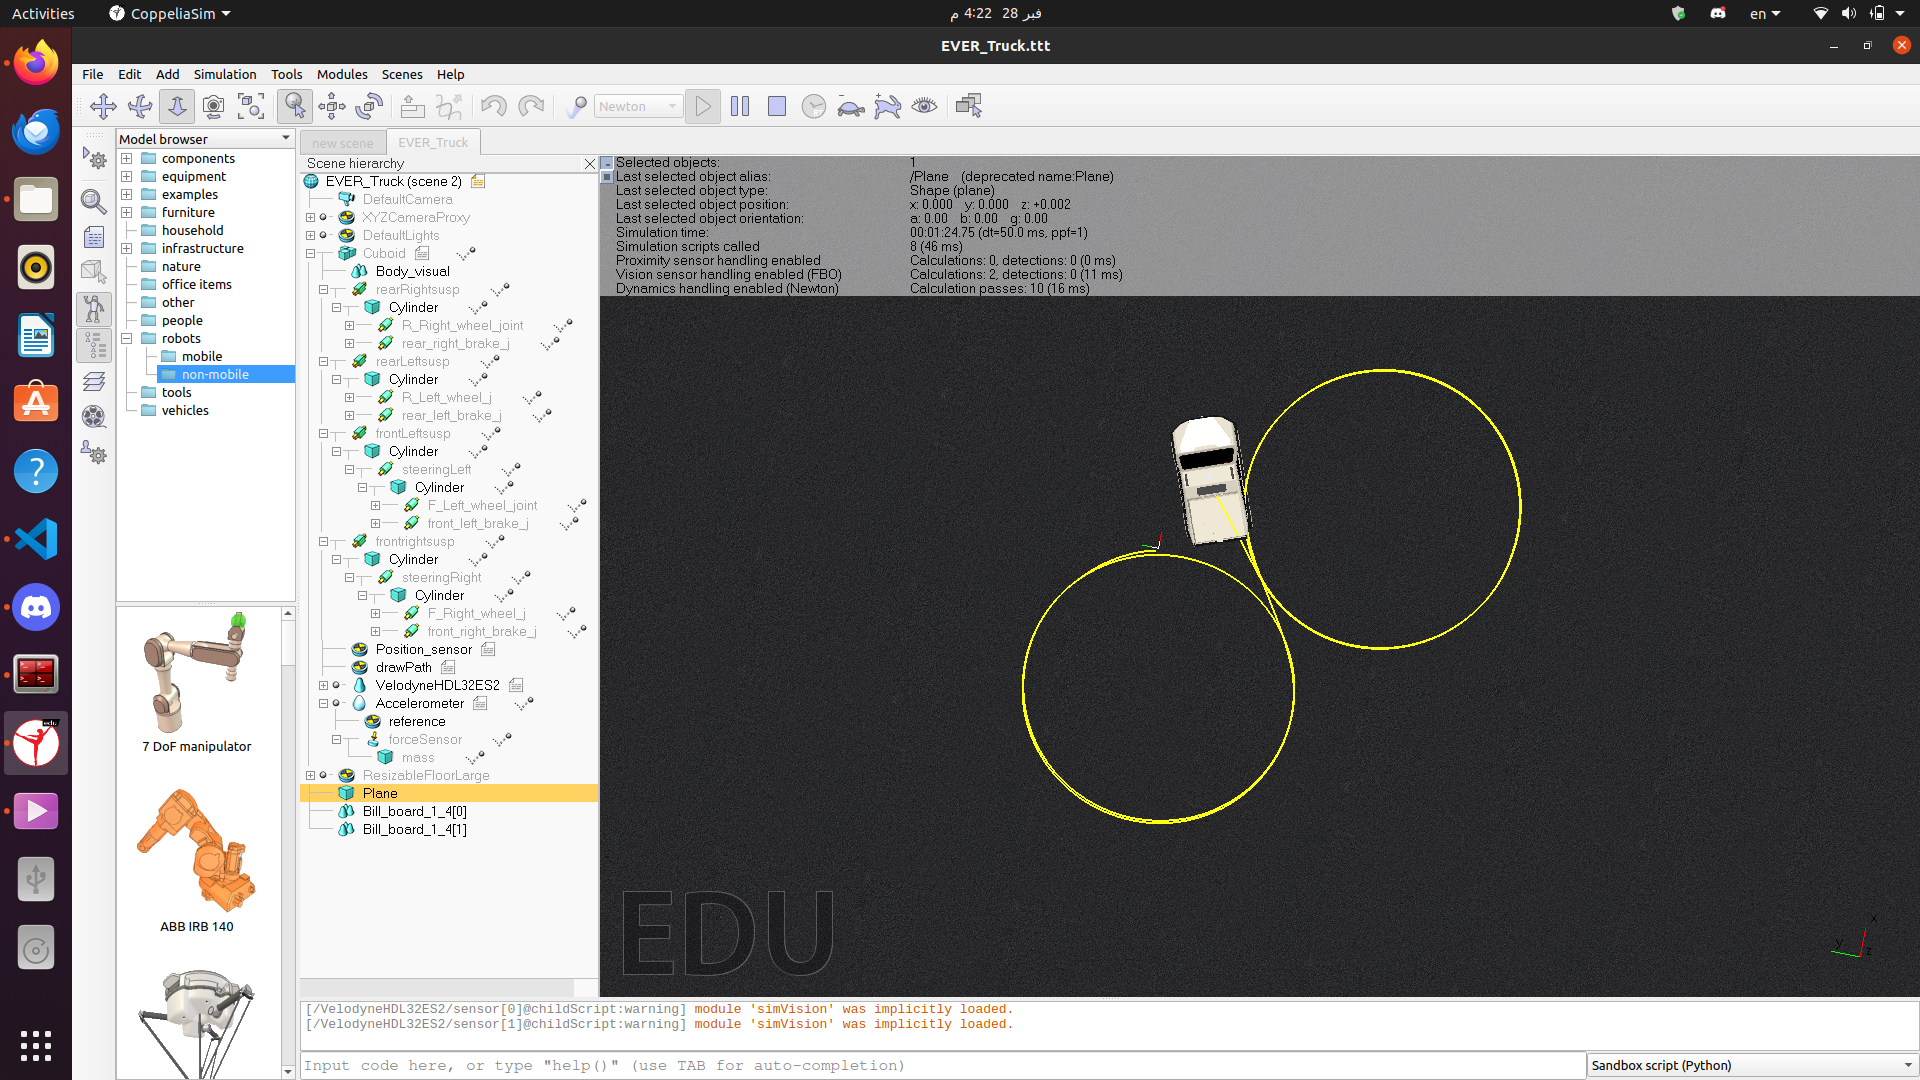 Activities
CoppeliaSim
م 4:22 28 فبر
en
EVER_Truck.ttt
File Edit Add Simulation Tools Modules Scenes Help
Newton
Model browser
components
equipment
examples
furniture
household
infrastructure
nature
office items
other
people
robots
mobile
non-mobile
tools
vehicles
7 DoF manipulator
ABB IRB 140
new scene
EVER_Truck
Scene hierarchy
EVER_Truck (scene 2)
DefaultCamera
XYZCameraProxy
DefaultLights
Cuboid
Body_visual
rearRightsusp
Cylinder
R_Right_wheel_joint
rear_right_brake_j
rearLeftsusp
Cylinder
R_Left_wheel_j
rear_left_brake_j
frontLeftsusp
Cylinder
steeringLeft
Cylinder
F_Left_wheel_joint
front_left_brake_j
frontrightsusp
Cylinder
steeringRight
Cylinder
F_Right_wheel_j
front_right_brake_j
Position_sensor
drawPath
VelodyneHDL32ES2
Accelerometer
reference
forceSensor
mass
ResizableFloorLarge
Plane
Bill_board_1_4[0]
Bill_board_1_4[1]
Selected objects: 1
Last selected object alias: /Plane (deprecated name:Plane)
Last selected object type: Shape (plane)
Last selected object position: x: 0.000 y: 0.000 z: +0.002
Last selected object orientation: a: 0.00 b: 0.00 g: 0.00
Simulation time: 00:01:24.75 (dt=50.0 ms, ppf=1)
Simulation scripts called 8 (46 ms)
Proximity sensor handling enabled Calculations: 0, detections: 0 (0 ms)
Vision sensor handling enabled (FBO) Calculations: 2, detections: 0 (11 ms)
Dynamics handling enabled (Newton) Calculation passes: 10 (16 ms)
EDU
x
y
z
[/VelodyneHDL32ES2/sensor[0]@childScript:warning] module 'simVision' was implicitly loaded.
[/VelodyneHDL32ES2/sensor[1]@childScript:warning] module 'simVision' was implicitly loaded.
Input code here, or type "help()" (use TAB for auto-completion)
Sandbox script (Python)
edu